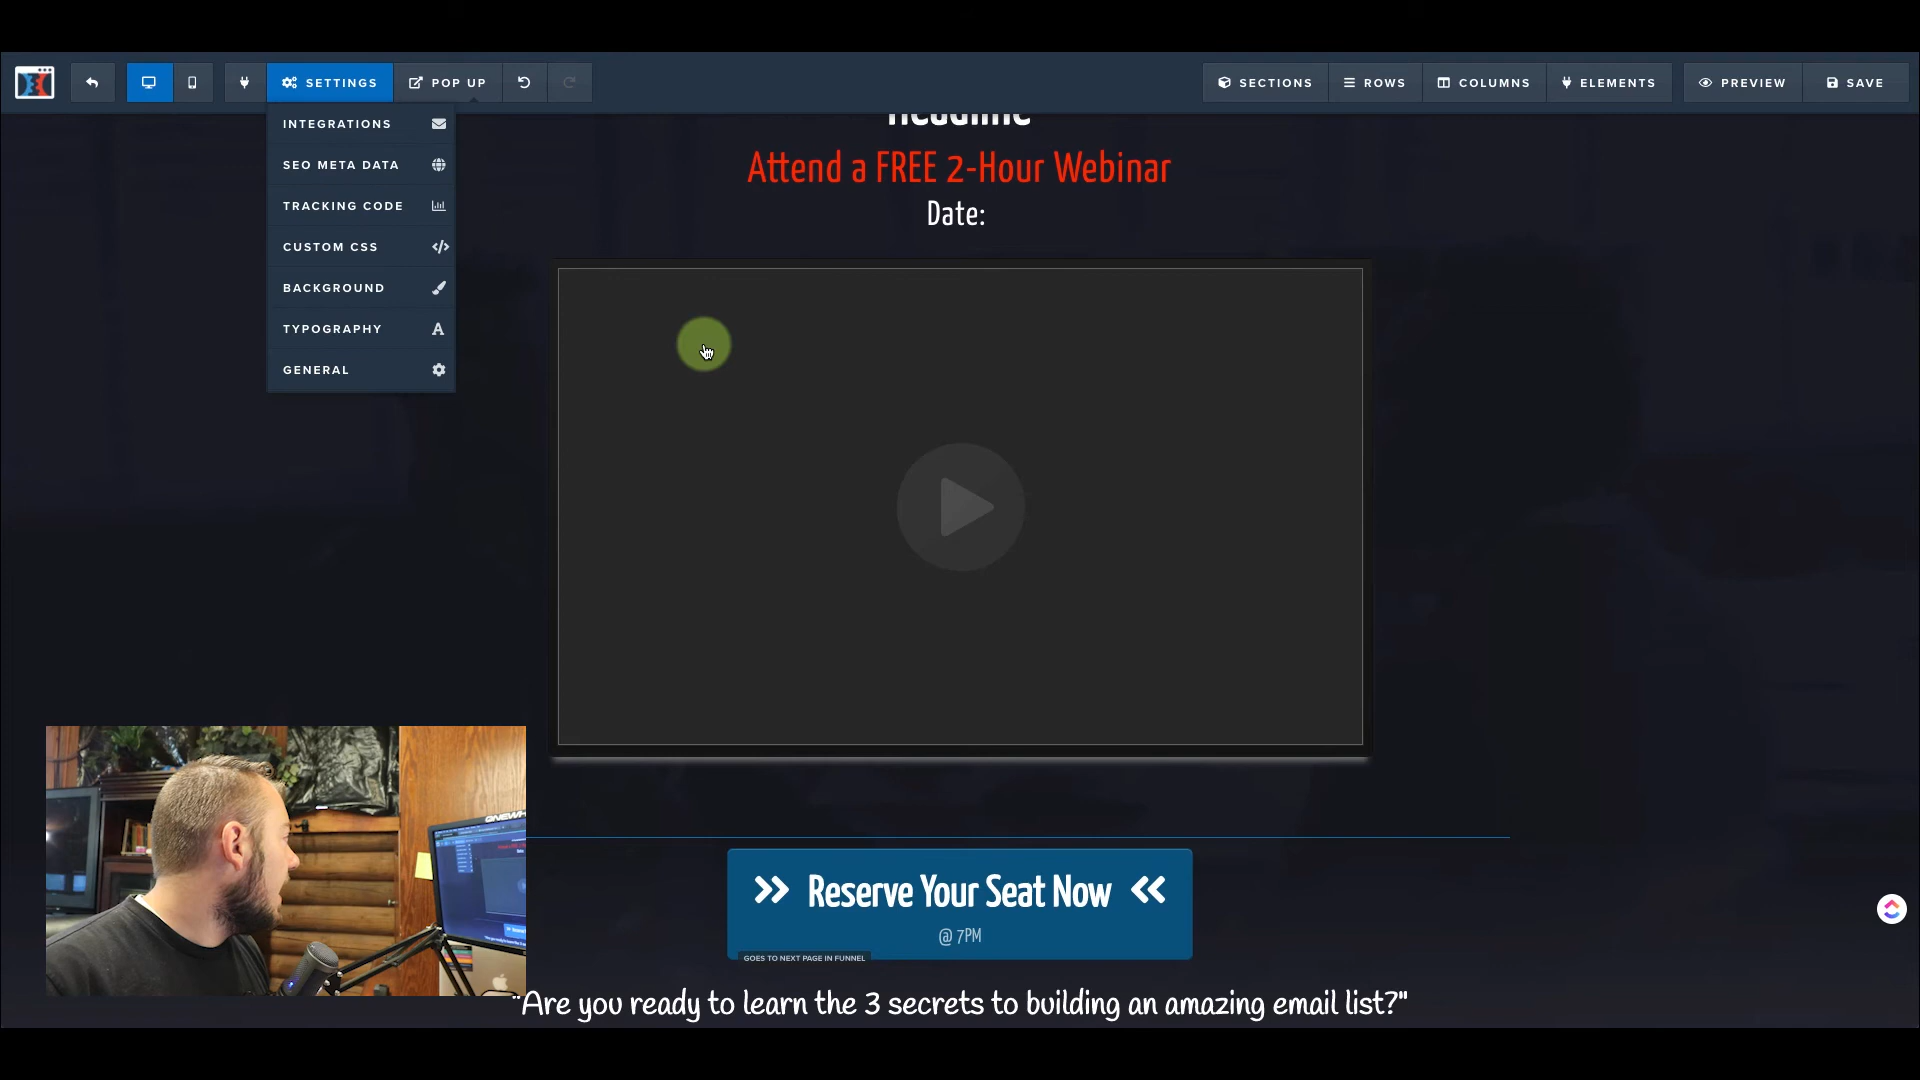 SETTINGS
POP UP
SECTIONS
ROWS
COLUMNS
ELEMENTS
PREVIEW
SAVE
INTEGRATIONS
SEO META DATA
TRACKING CODE
CUSTOM CSS
BACKGROUND
TYPOGRAPHY
GENERAL
Headline
Attend a FREE 2-Hour Webinar
Date:
Reserve Your Seat Now
@ 7PM
GOES TO NEXT PAGE IN FUNNEL
"Are you ready to learn the 3 secrets to building an amazing email list?"